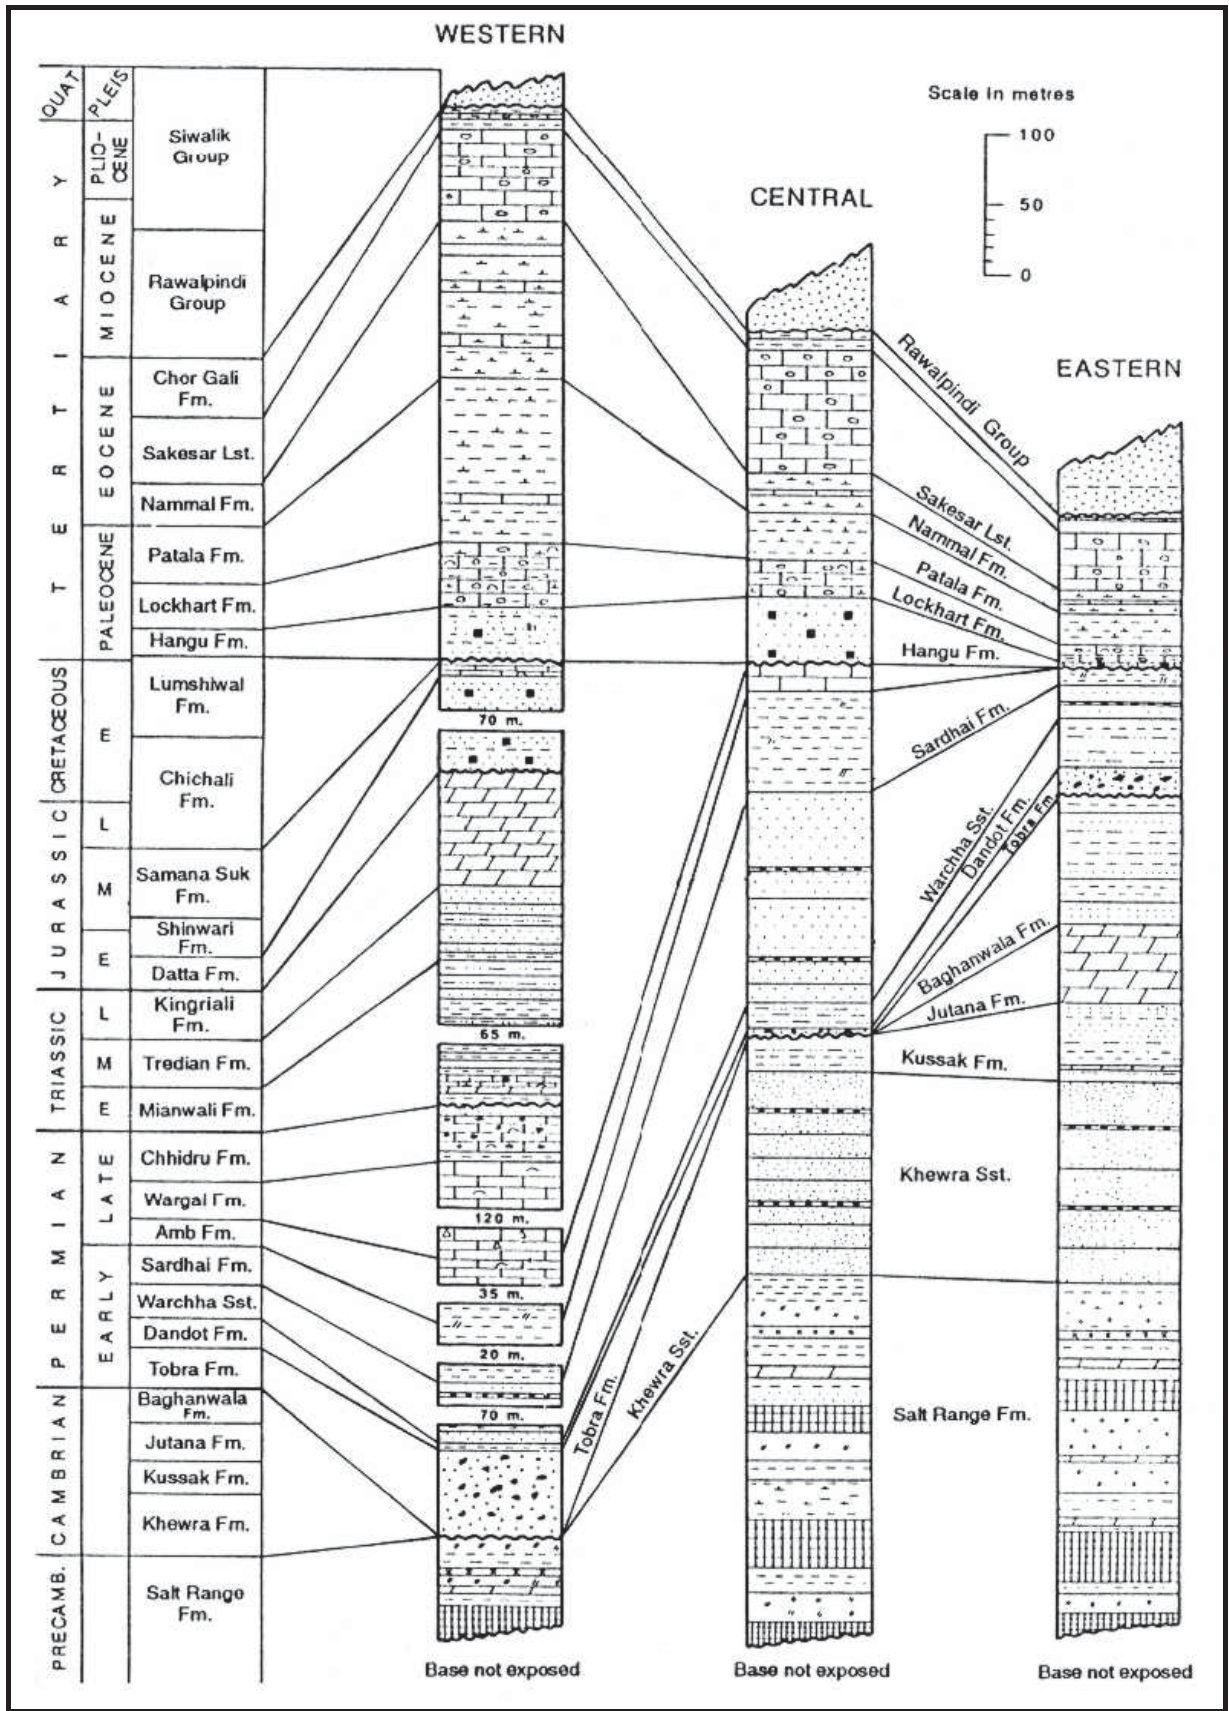 WESTERN
CENTRAL
EASTERN
Scale in metres
100
50
0
QUAT
TERTIARY
CRETACEOUS
JURASSIC
TRIASSIC
PERMIAN
CAMBRIAN
PRECAMB.
PLEIS
PLIO-
CENE
MIOCENE
EOCENE
PALEOCENE
E
L
M
E
L
M
E
LATE
EARLY
Siwalik
Group
Rawalpindi
Group
Chor Gali
Fm.
Sakesar Lst.
Nammal Fm.
Patala Fm.
Lockhart Fm.
Hangu Fm.
Lumshiwal
Fm.
Chichali
Fm.
Samana Suk
Fm.
Shinwari
Fm.
Datta Fm.
Kingriali
Fm.
Tredian Fm.
Mianwali Fm.
Chhidru Fm.
Wargal Fm.
Amb Fm.
Sardhai Fm.
Warchha Sst.
Dandot Fm.
Tobra Fm.
Baghanwala
Fm.
Jutana Fm.
Kussak Fm.
Khewra Fm.
Salt Range
Fm.
70 m.
65 m.
120 m.
35 m.
20 m.
70 m.
Tobra Fm.
Khewra Sst.
Rawalpindi Group
Sakesar Lst.
Nammal Fm.
Patala Fm.
Lockhart Fm.
Hangu Fm.
Sardhai Fm.
Warchha Sst.
Dandot Fm.
Tobra Fm.
Baghanwala Fm.
Jutana Fm.
Kussak Fm.
Khewra Sst.
Salt Range Fm.
Base not exposed
Base not exposed
Base not exposed